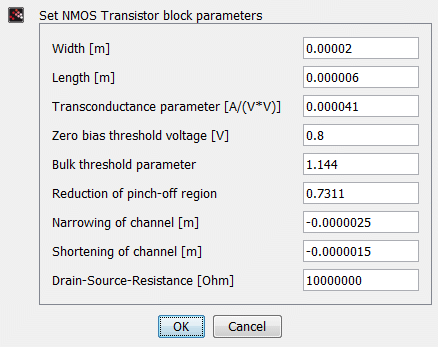 Set NMOS Transistor block parameters
Width [m] 0.00002
Length [m] 0.000006
Transconductance parameter [A/(V*V)] 0.000041
Zero bias threshold voltage [V] 0.8
Bulk threshold parameter 1.144
Reduction of pinch-off region 0.7311
Narrowing of channel [m] -0.0000025
Shortening of channel [m] -0.0000015
Drain-Source-Resistance [Ohm] 10000000
OK Cancel